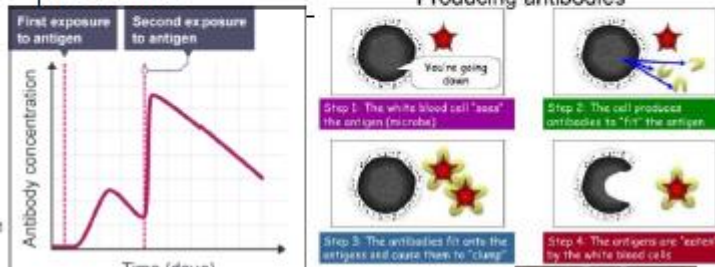 Producing antibodies
First exposure
to antigen
Second exposure
to antigen
Antibody concentration
Time (days)
You're going
down
Step 1: The white blood cell "sees"
the antigen (microbe)
Step 2: The cell produces
antibodies to "fit" the antigen
Step 3: The antibodies fit onto the
antigens and cause them to "clump"
Step 4: The antigens are "eaten"
by the white blood cells